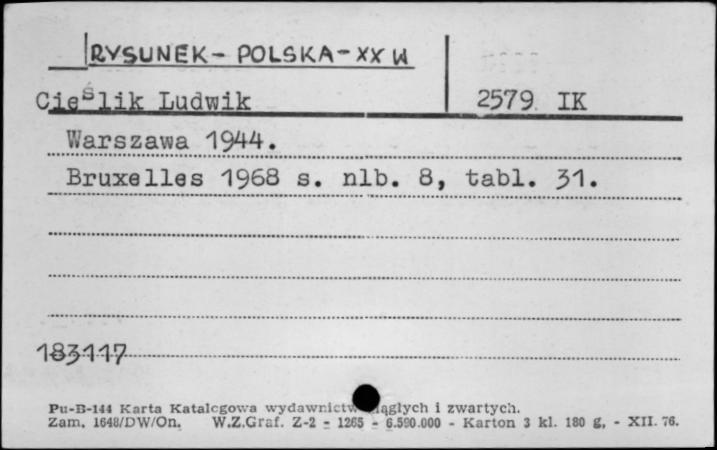 RYSUNEK - POLSKA - XX W
Cieślik Ludwik 2579 IK
Warszawa 1944.
Bruxelles 1968 s. nlb. 8, tabl. 31.
183117
Pu-B-144 Karta Katalogowa wydawnictw ciągłych i zwartych.
Zam. 1648/DW/On. W.Z.Graf. Z-2 - 1265 - 6.590.000 - Karton 3 kl. 180 g, - XII. 76.